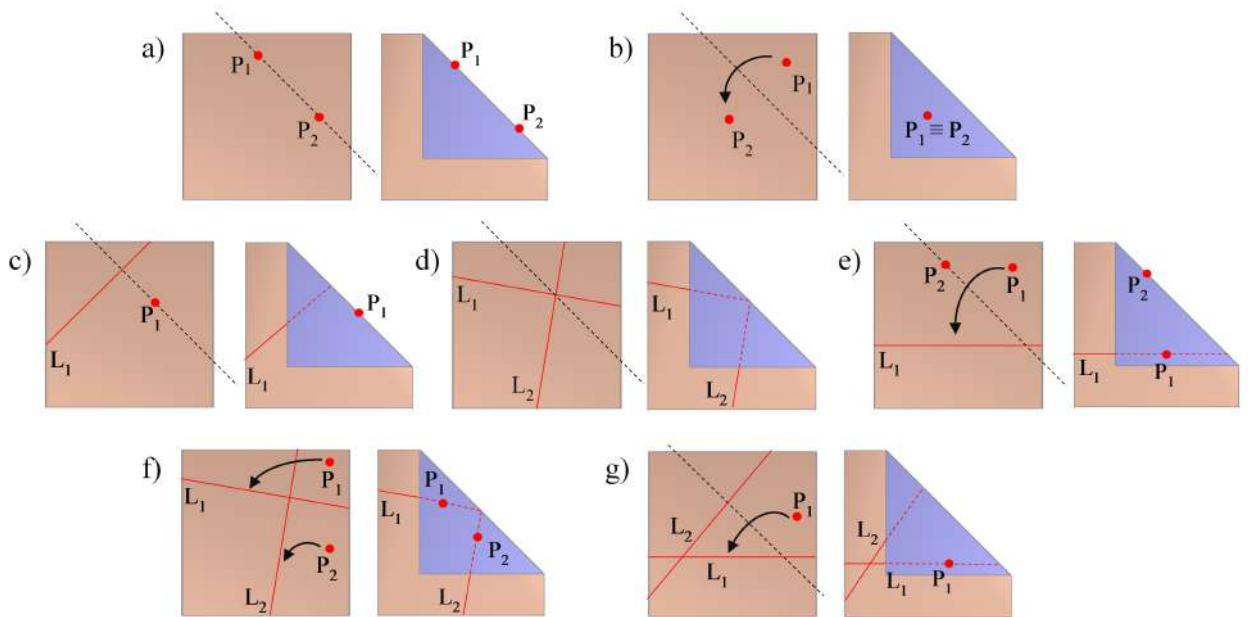 a) P₁ P₂ P₁ P₂
b) P₁ P₂ P₁ ≡ P₂
c) L₁ P₁ L₁ P₁
d) L₁ L₂ L₁ L₂
e) P₂ P₁ L₁ P₂ L₁ P₁
f) P₁ L₁ P₂ L₂ P₁ L₁ P₂ L₂
g) P₁ L₂ L₁ L₂ L₁ P₁